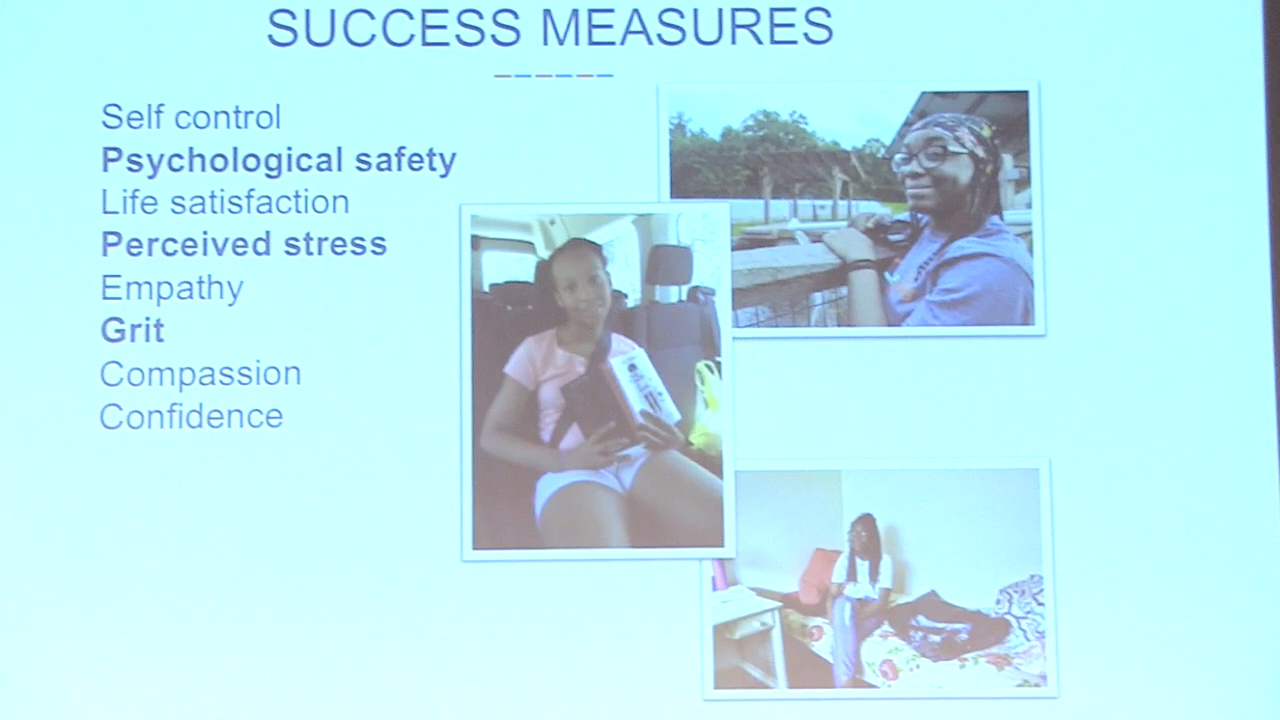 SUCCESS MEASURES
Self control
Psychological safety
Life satisfaction
Perceived stress
Empathy
Grit
Compassion
Confidence